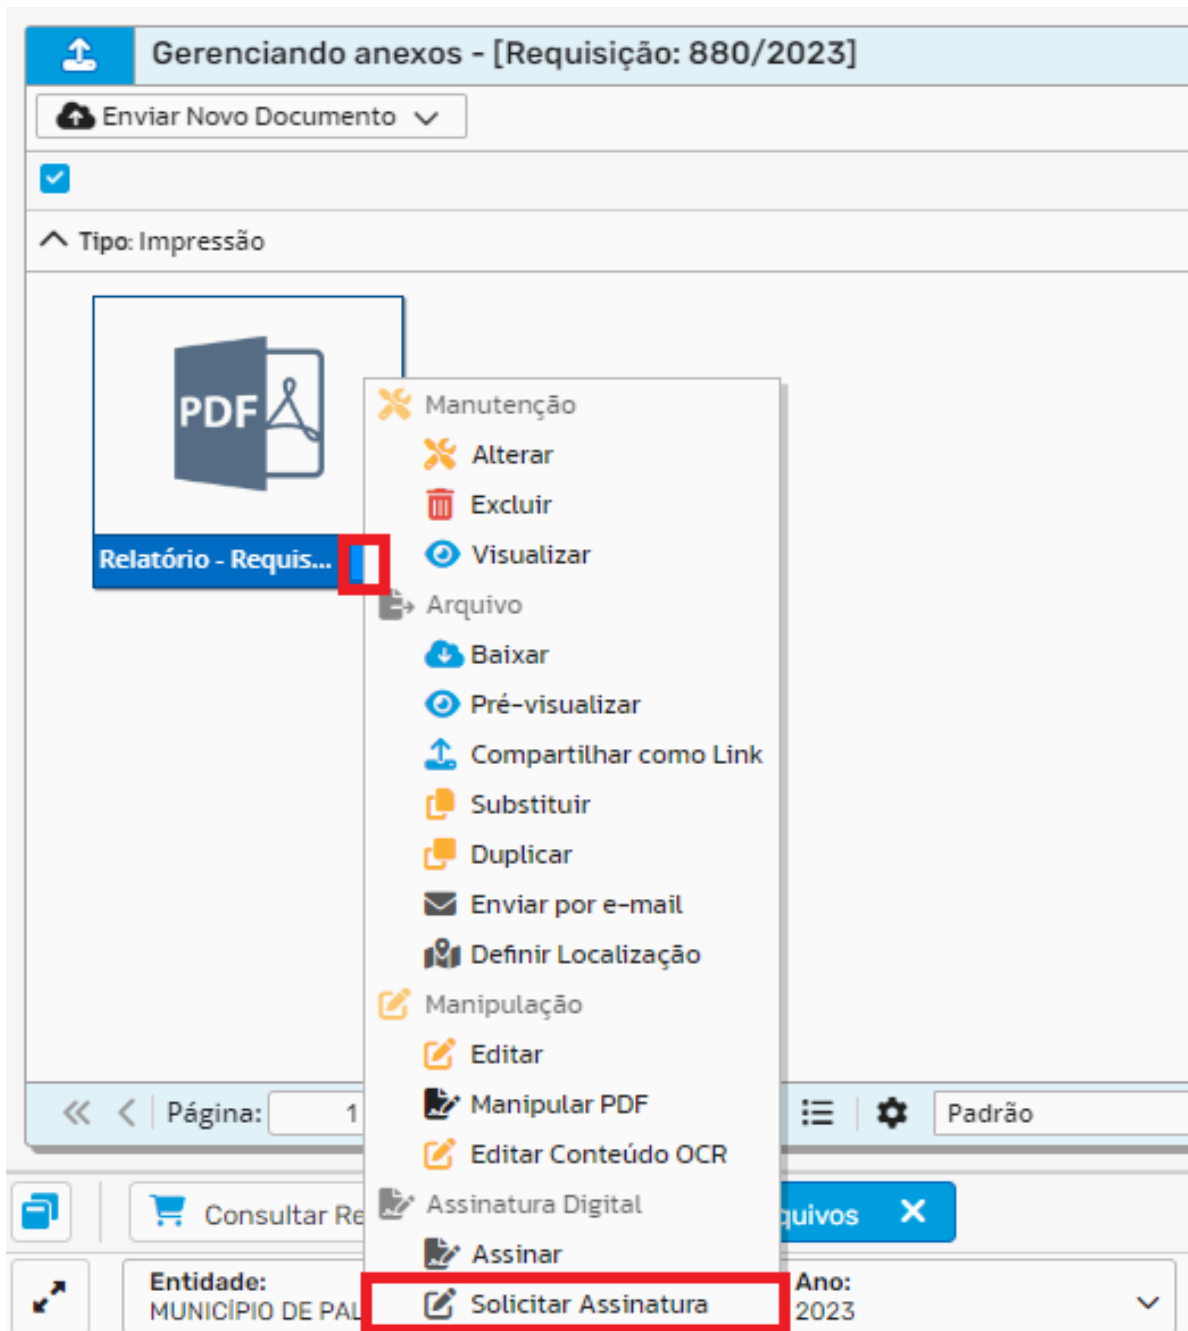 Gerenciando anexos - [Requisição: 880/2023]
Enviar Novo Documento
Tipo: Impressão
PDF
Relatório - Requis...
Manutenção
Alterar
Excluir
Visualizar
Arquivo
Baixar
Pré-visualizar
Compartilhar como Link
Substituir
Duplicar
Enviar por e-mail
Definir Localização
Manipulação
Editar
Manipular PDF
Editar Conteúdo OCR
Assinatura Digital
Assinar
Solicitar Assinatura
Página: 1
Padrão
Consultar Re
quivos
Entidade:
MUNICÍPIO DE PAL
Ano:
2023